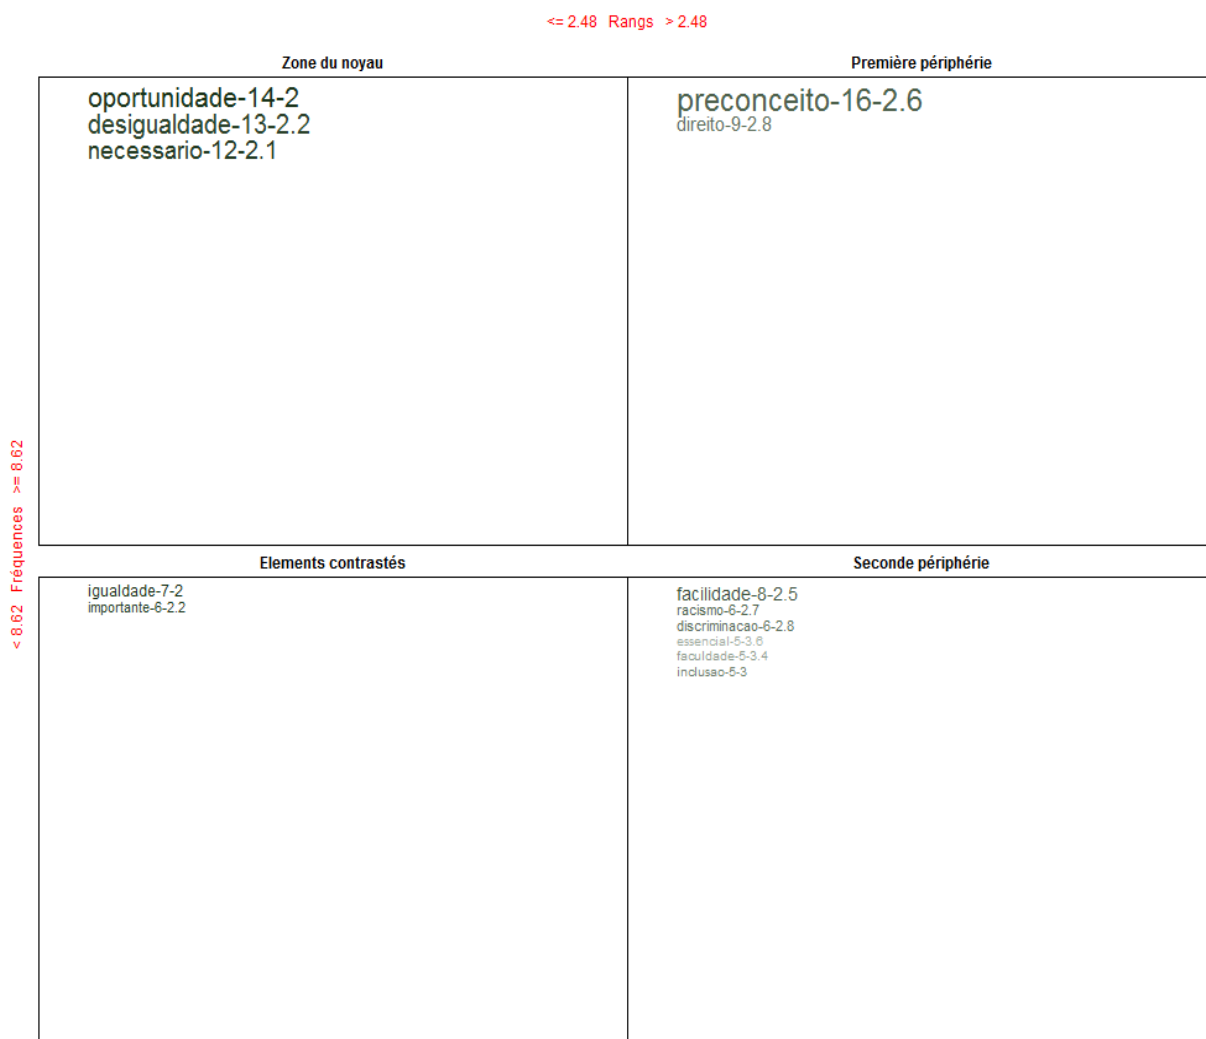 <= 2.48 Rangs > 2.48
Zone du noyau
Première périphérie
oportunidade-14-2
desigualdade-13-2.2
necessario-12-2.1
preconceito-16-2.6
direito-9-2.8
< 8.62 Fréquences >= 8.62
Elements contrastés
Seconde périphérie
igualdade-7-2
importante-6-2.2
facilidade-8-2.5
racismo-6-2.7
discriminacao-6-2.8
essencial-5-3.6
faculdade-5-3.4
inclusao-5-3